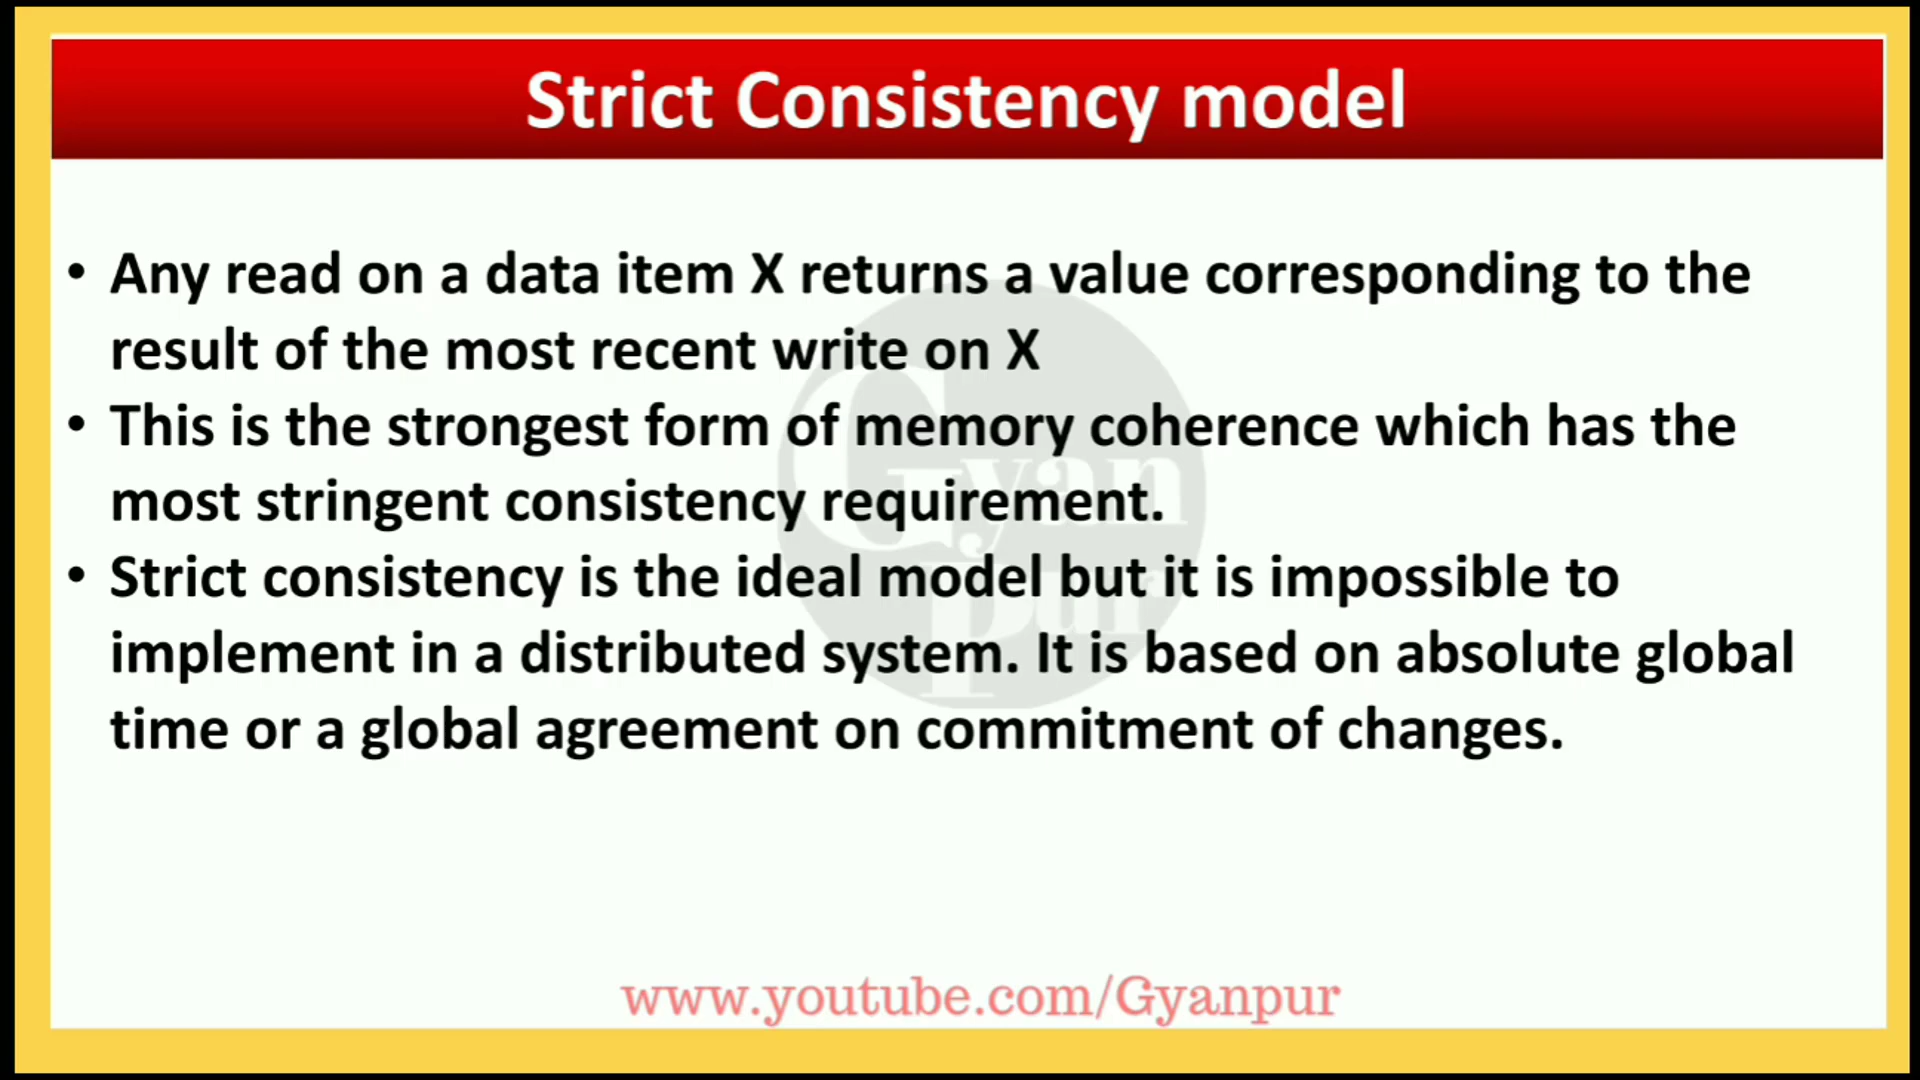 Strict Consistency model
• Any read on a data item X returns a value corresponding to the
result of the most recent write on X
• This is the strongest form of memory coherence which has the
most stringent consistency requirement.
• Strict consistency is the ideal model but it is impossible to
implement in a distributed system. It is based on absolute global
time or a global agreement on commitment of changes.
Gyan
Pur
www.youtube.com/Gyanpur